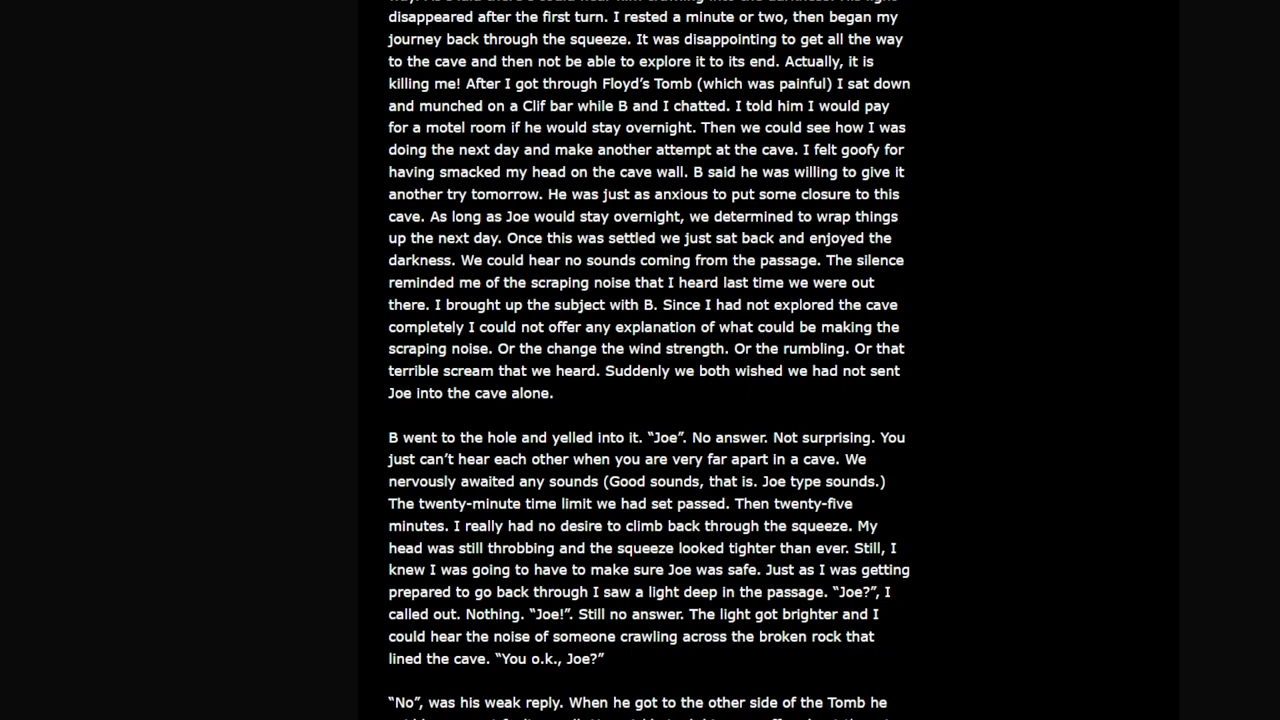 disappeared after the first turn. I rested a minute or two, then began my
journey back through the squeeze. It was disappointing to get all the way
to the cave and then not be able to explore it to its end. Actually, it is
killing me! After I got through Floyd’s Tomb (which was painful) I sat down
and munched on a Clif bar while B and I chatted. I told him I would pay
for a motel room if he would stay overnight. Then we could see how I was
doing the next day and make another attempt at the cave. I felt goofy for
having smacked my head on the cave wall. B said he was willing to give it
another try tomorrow. He was just as anxious to put some closure to this
cave. As long as Joe would stay overnight, we determined to wrap things
up the next day. Once this was settled we just sat back and enjoyed the
darkness. We could hear no sounds coming from the passage. The silence
reminded me of the scraping noise that I heard last time we were out
there. I brought up the subject with B. Since I had not explored the cave
completely I could not offer any explanation of what could be making the
scraping noise. Or the change the wind strength. Or the rumbling. Or that
terrible scream that we heard. Suddenly we both wished we had not sent
Joe into the cave alone.
B went to the hole and yelled into it. “Joe”. No answer. Not surprising. You
just can’t hear each other when you are very far apart in a cave. We
nervously awaited any sounds (Good sounds, that is. Joe type sounds.)
The twenty-minute time limit we had set passed. Then twenty-five
minutes. I really had no desire to climb back through the squeeze. My
head was still throbbing and the squeeze looked tighter than ever. Still, I
knew I was going to have to make sure Joe was safe. Just as I was getting
prepared to go back through I saw a light deep in the passage. “Joe?”, I
called out. Nothing. “Joe!”. Still no answer. The light got brighter and I
could hear the noise of someone crawling across the broken rock that
lined the cave. “You o.k., Joe?”
“No”, was his weak reply. When he got to the other side of the Tomb he